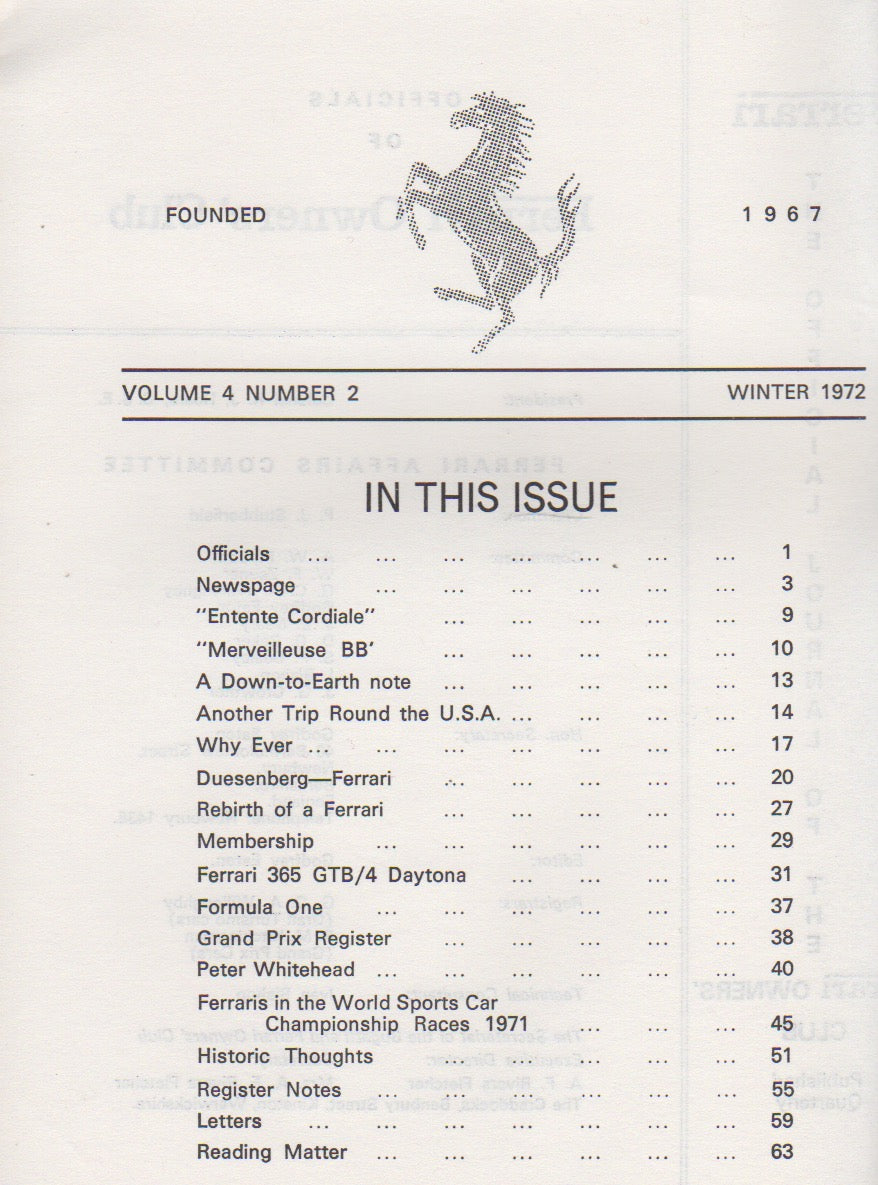 FOUNDED 1967
VOLUME 4 NUMBER 2 WINTER 1972
IN THIS ISSUE
Officials ... ... ... ... ... ... ... 1
Newspage ... ... ... ... ... ... 3
"Entente Cordiale" ... ... ... ... ... 9
"Merveilleuse BB' ... ... ... ... ... 10
A Down-to-Earth note ... ... ... ... ... 13
Another Trip Round the U.S.A. ... ... ... ... 14
Why Ever ... ... ... ... ... ... ... 17
Duesenberg—Ferrari ... ... ... ... ... 20
Rebirth of a Ferrari ... ... ... ... ... 27
Membership ... ... ... ... ... ... 29
Ferrari 365 GTB/4 Daytona ... ... ... ... 31
Formula One ... ... ... ... ... ... 37
Grand Prix Register ... ... ... ... ... 38
Peter Whitehead ... ... ... ... ... ... 40
Ferraris in the World Sports Car
Championship Races 1971 ... ... ... 45
Historic Thoughts ... ... ... ... ... 51
Register Notes ... ... ... ... ... ... 55
Letters ... ... ... ... ... ... ... 59
Reading Matter ... ... ... ... ... ... 63